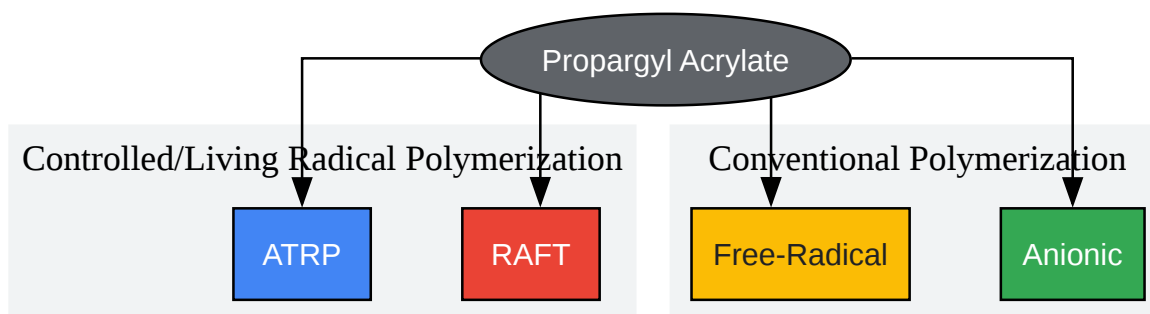 Propargyl Acrylate
Controlled/Living Radical Polymerization
Conventional Polymerization
ATRP
RAFT
Free-Radical
Anionic